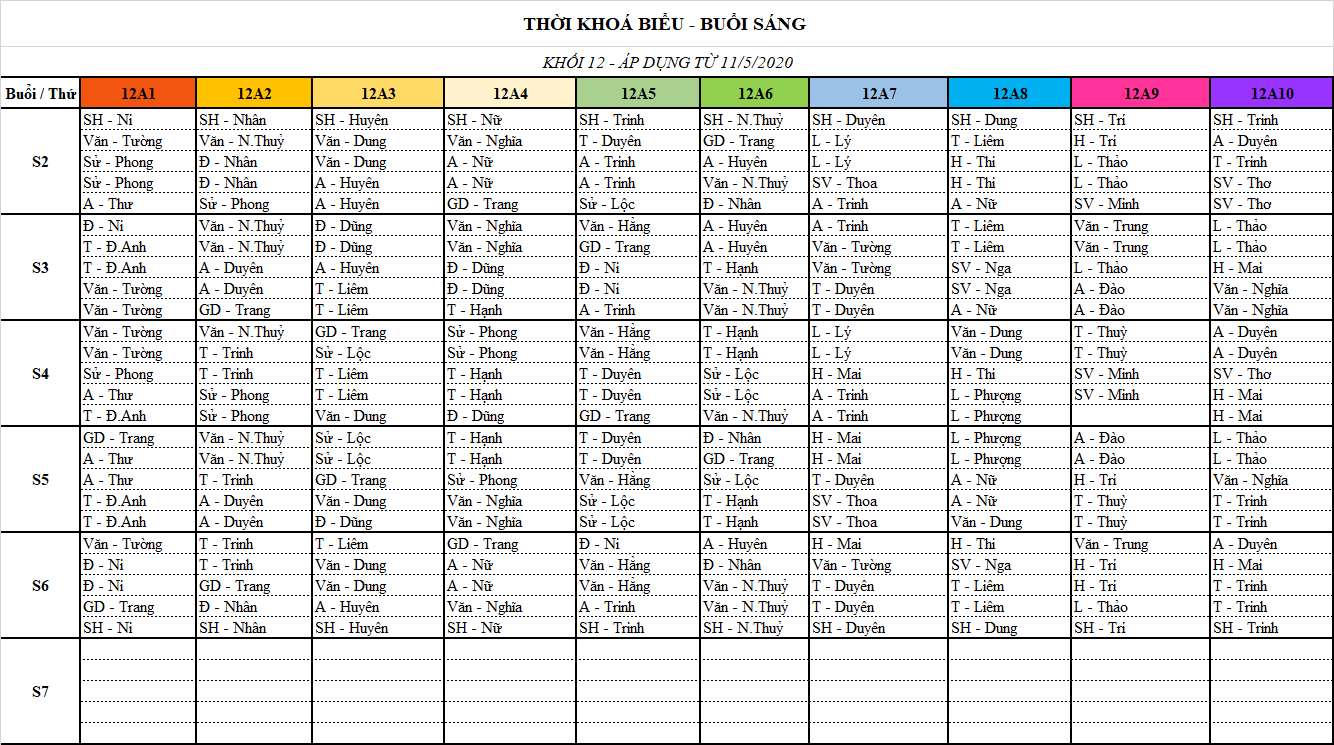 THỜI KHOÁ BIỂU - BUỔI SÁNG
KHỐI 12 - ÁP DỤNG TỪ 11/5/2020
Buổi / Thứ 12A1 12A2 12A3 12A4 12A5 12A6 12A7 12A8 12A9 12A10
SH - Ni SH - Nhân SH - Huyên SH - Nữ SH - Trinh SH - N.Thuỷ SH - Duyên SH - Dung SH - Trí SH - Trinh
Văn - Tường Văn - N.Thuỷ Văn - Dung Văn - Nghĩa T - Duyên GD - Trang L - Lý T - Liêm H - Trí A - Duyên
S2 Sử - Phong Đ - Nhân Văn - Dung A - Nữ A - Trinh A - Huyên L - Lý H - Thi L - Thảo T - Trinh
Sử - Phong Đ - Nhân A - Huyên A - Nữ A - Trinh Văn - N.Thuỷ SV - Thoa H - Thi L - Thảo SV - Thơ
A - Thư Sử - Phong A - Huyên GD - Trang Sử - Lộc Đ - Nhân A - Trinh A - Nữ SV - Minh SV - Thơ
Đ - Ni Văn - N.Thuỷ Đ - Dũng Văn - Nghĩa Văn - Hằng A - Huyên A - Trinh T - Liêm Văn - Trung L - Thảo
T - Đ.Anh Văn - N.Thuỷ Đ - Dũng Văn - Nghĩa GD - Trang A - Huyên Văn - Tường T - Liêm Văn - Trung L - Thảo
S3 T - Đ.Anh A - Duyên A - Huyên Đ - Dũng Đ - Ni T - Hạnh Văn - Tường SV - Nga L - Thảo H - Mai
Văn - Tường A - Duyên T - Liêm Đ - Dũng Đ - Ni Văn - N.Thuỷ T - Duyên SV - Nga A - Đào Văn - Nghĩa
Văn - Tường GD - Trang T - Liêm T - Hạnh A - Trinh Văn - N.Thuỷ T - Duyên A - Nữ A - Đào Văn - Nghĩa
Văn - Tường Văn - N.Thuỷ GD - Trang Sử - Phong Văn - Hằng T - Hạnh L - Lý Văn - Dung T - Thuỳ A - Duyên
Văn - Tường T - Trinh Sử - Lộc Sử - Phong Văn - Hằng T - Hạnh L - Lý Văn - Dung T - Thuỳ A - Duyên
S4 Sử - Phong T - Trinh T - Liêm T - Hạnh T - Duyên Sử - Lộc H - Mai H - Thi SV - Minh SV - Thơ
A - Thư Sử - Phong T - Liêm T - Hạnh T - Duyên Sử - Lộc A - Trinh L - Phượng SV - Minh H - Mai
T - Đ.Anh Sử - Phong Văn - Dung Đ - Dũng GD - Trang Văn - N.Thuỷ A - Trinh L - Phượng H - Mai
GD - Trang Văn - N.Thuỷ Sử - Lộc T - Hạnh T - Duyên Đ - Nhân H - Mai L - Phượng A - Đào L - Thảo
A - Thư Văn - N.Thuỷ Sử - Lộc T - Hạnh T - Duyên GD - Trang H - Mai L - Phượng A - Đào L - Thảo
S5 A - Thư T - Trinh GD - Trang Sử - Phong Văn - Hằng Sử - Lộc T - Duyên A - Nữ H - Trí Văn - Nghĩa
T - Đ.Anh A - Duyên Văn - Dung Văn - Nghĩa Sử - Lộc T - Hạnh SV - Thoa A - Nữ T - Thuỳ T - Trinh
T - Đ.Anh A - Duyên Đ - Dũng Văn - Nghĩa Sử - Lộc T - Hạnh SV - Thoa Văn - Dung T - Thuỳ T - Trinh
Văn - Tường T - Trinh T - Liêm GD - Trang Đ - Ni A - Huyên H - Mai H - Thi Văn - Trung A - Duyên
Đ - Ni T - Trinh Văn - Dung A - Nữ Văn - Hằng Đ - Nhân Văn - Tường SV - Nga H - Trí H - Mai
S6 Đ - Ni GD - Trang Văn - Dung A - Nữ Văn - Hằng Văn - N.Thuỷ T - Duyên T - Liêm H - Trí T - Trinh
GD - Trang Đ - Nhân A - Huyên Văn - Nghĩa A - Trinh Văn - N.Thuỷ T - Duyên T - Liêm L - Thảo T - Trinh
SH - Ni SH - Nhân SH - Huyên SH - Nữ SH - Trinh SH - N.Thuỷ SH - Duyên SH - Dung SH - Trí SH - Trinh
S7